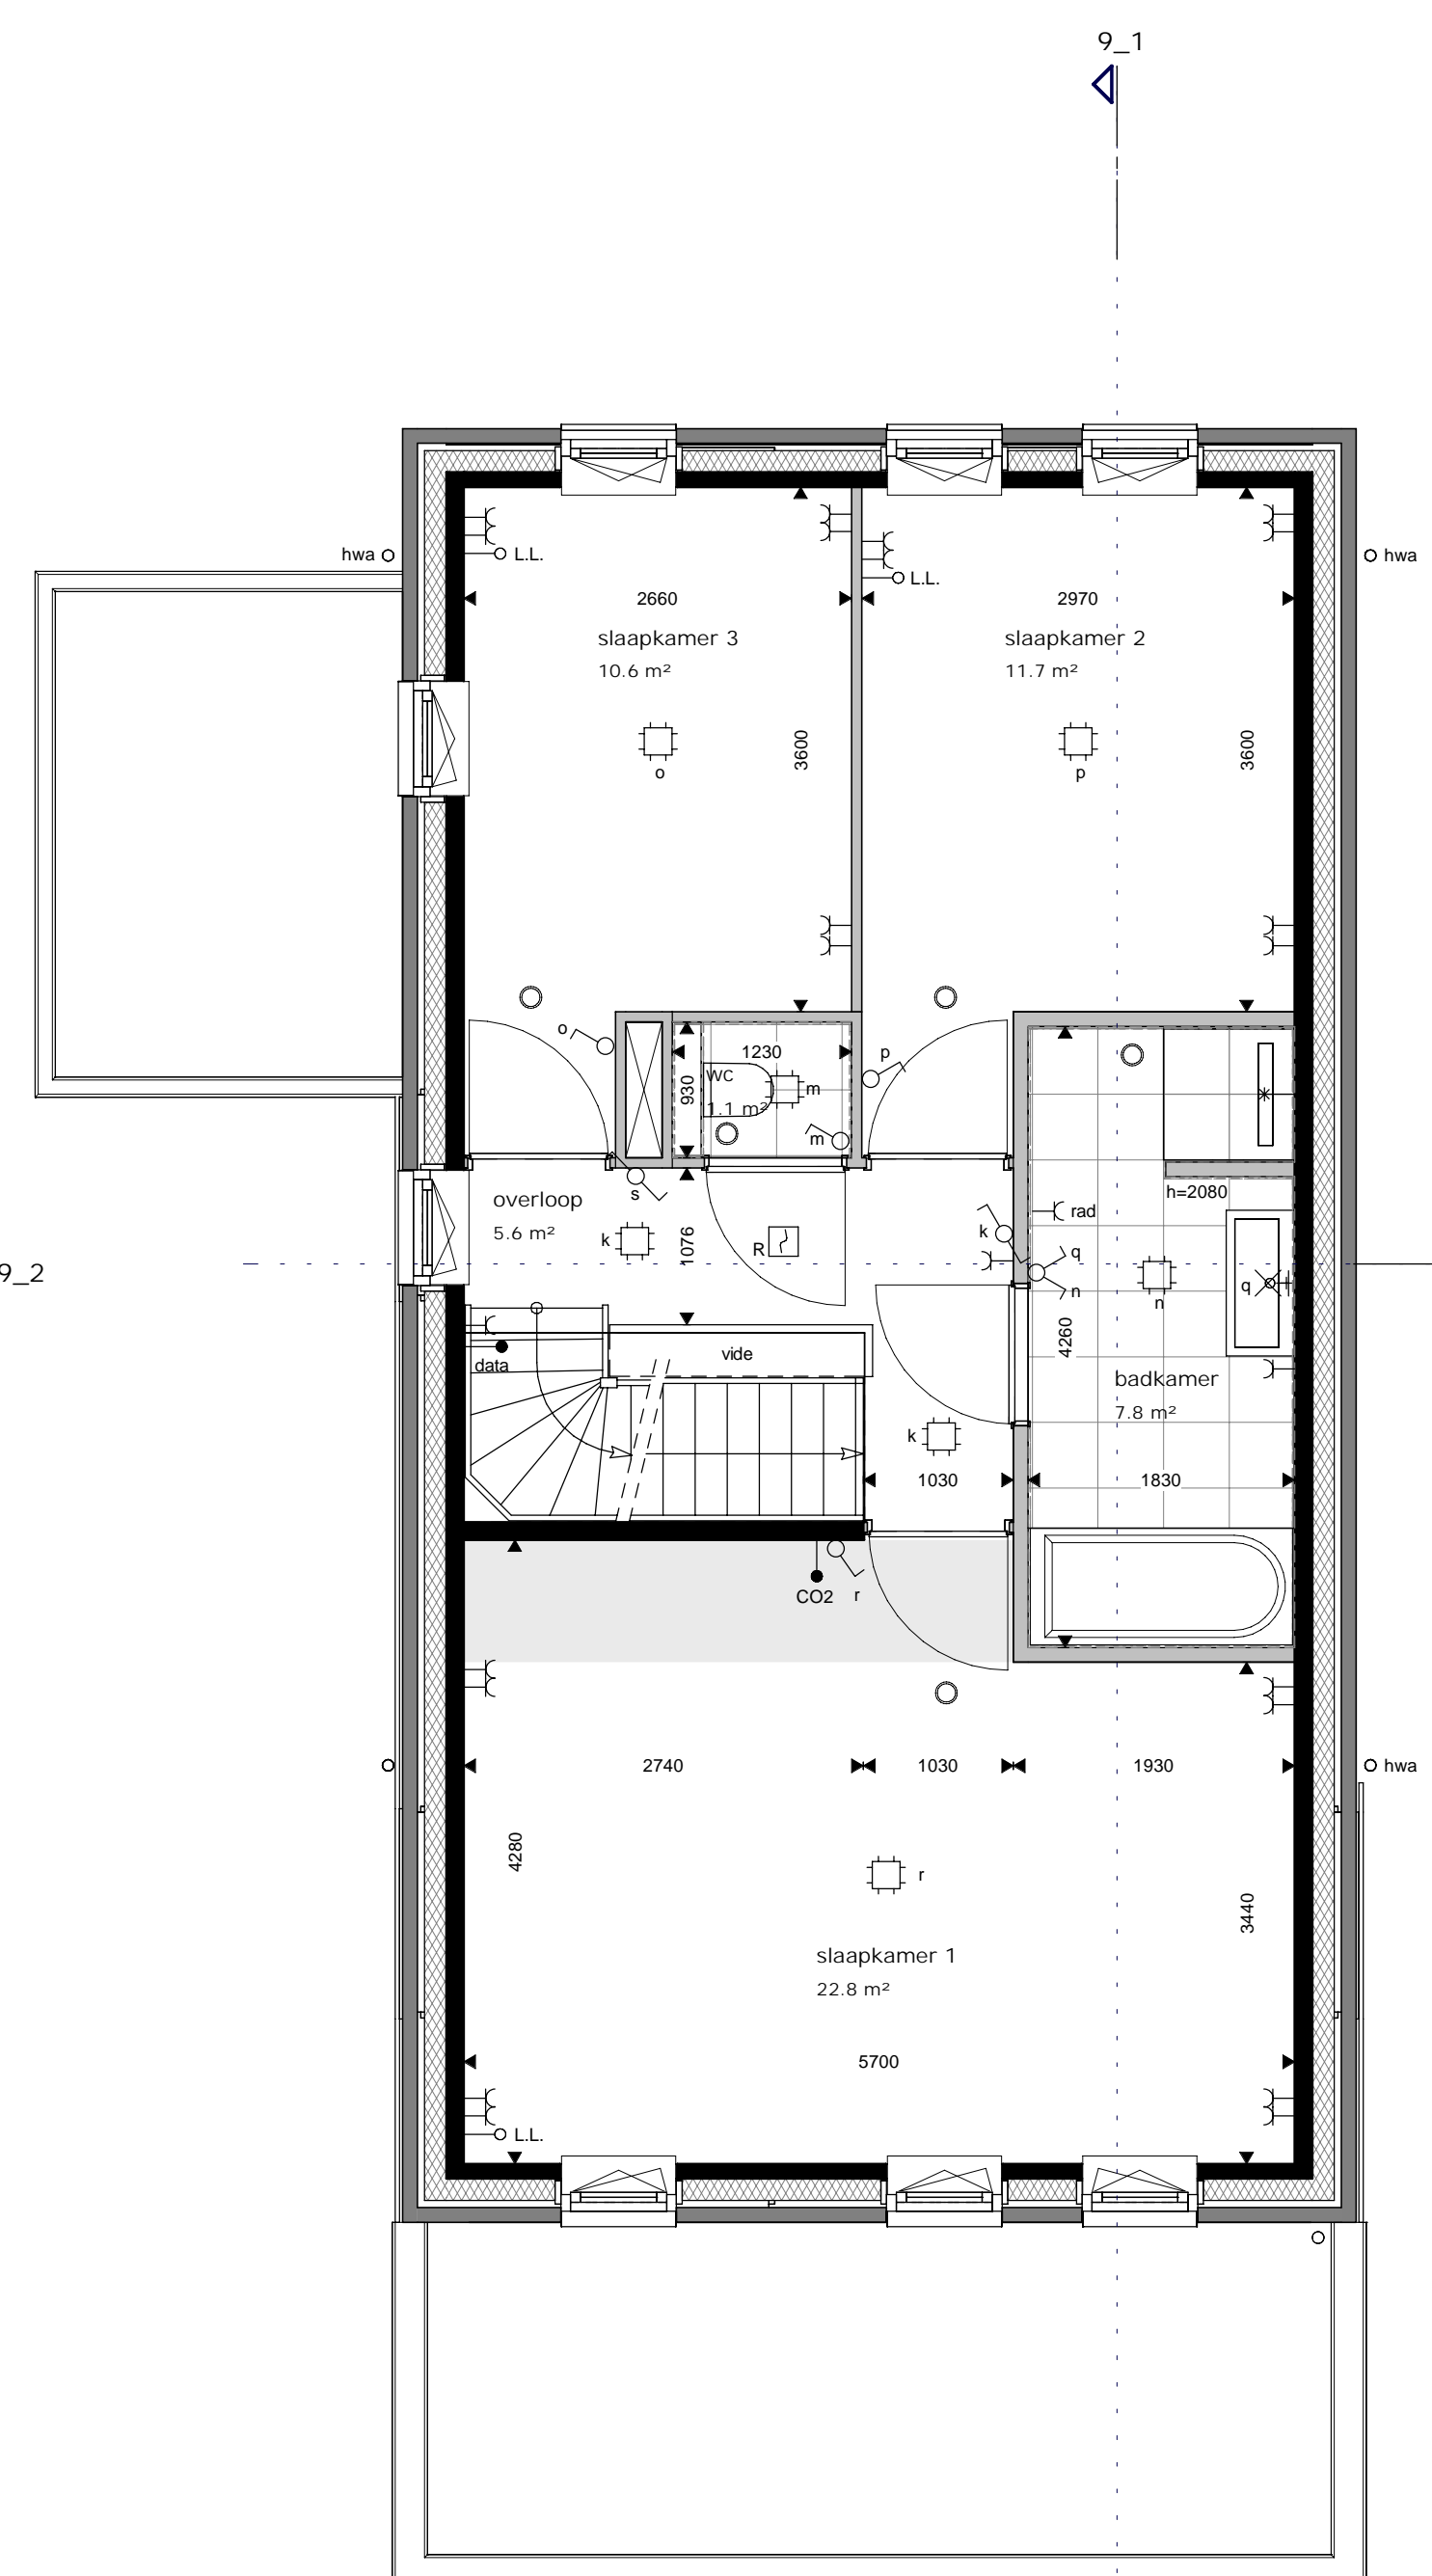 9_1
hwa
L.L.
L.L.
hwa
2660
2970
slaapkamer 3
10.6 m²
slaapkamer 2
11.7 m²
3600
3600
o
p
o
1230
p
WC
930
m
1.1 m²
m
h=2080
s
overloop
5.6 m²
k
1076
R
k
rad
q
n
9_2
n
q
4260
data
vide
badkamer
7.8 m²
k
1030
1830
CO2
r
2740
1030
1930
hwa
4280
r
3440
slaapkamer 1
22.8 m²
5700
L.L.